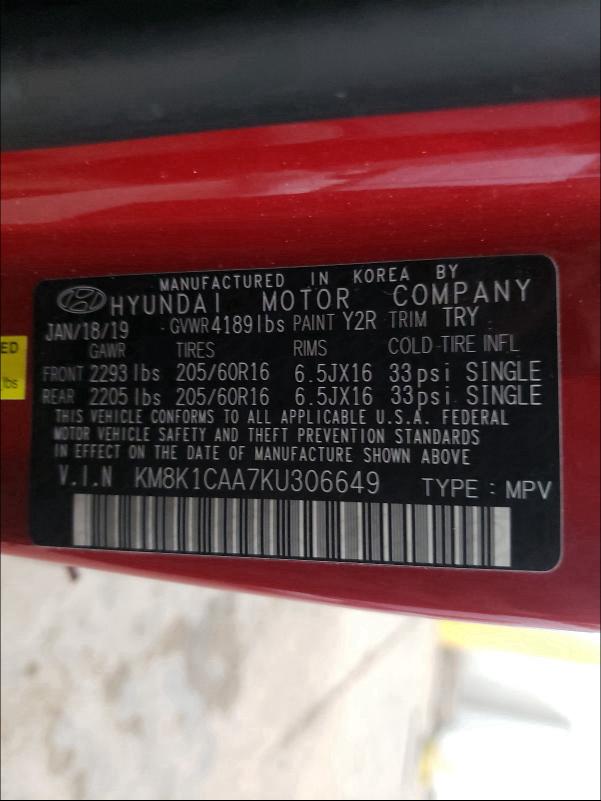 MANUFACTURED IN KOREA BY
HYUNDAI MOTOR COMPANY
JAN/18/19 GVWR 4189lbs PAINT Y2R TRIM TRY
GAWR TIRES RIMS COLD TIRE INFL
FRONT 2293 lbs 205/60R16 6.5JX16 33psi SINGLE
REAR 2205 lbs 205/60R16 6.5JX16 33psi SINGLE
THIS VEHICLE CONFORMS TO ALL APPLICABLE U.S.A. FEDERAL
MOTOR VEHICLE SAFETY AND THEFT PREVENTION STANDARDS
IN EFFECT ON THE DATE OF MANUFACTURE SHOWN ABOVE
V.I.N KM8K1CAA7KU306649 TYPE : MPV
ED
lbs